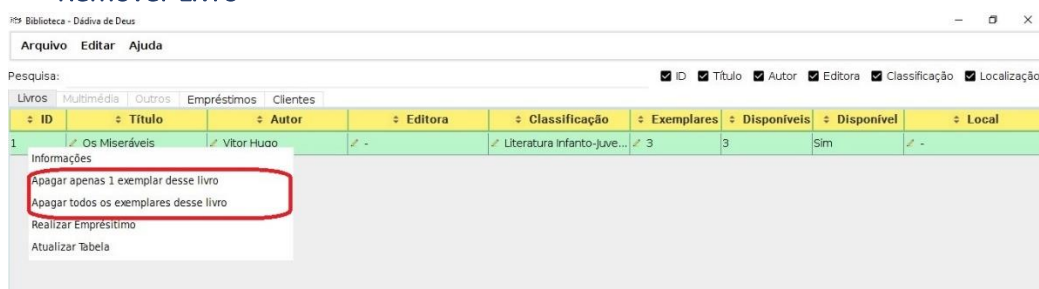 Remover Livro
Biblioteca - Dádiva de Deus
Arquivo Editar Ajuda
Pesquisa: ID Título Autor Editora Classificação Localização
Livros Multimédia Outros Empréstimos Clientes
ID Título Autor Editora Classificação Exemplares Disponíveis Disponível Local
1 Os Miseráveis Vitor Hugo - Literatura Infanto-Juve... 3 3 Sim -
Informações
Apagar apenas 1 exemplar desse livro
Apagar todos os exemplares desse livro
Realizar Emprésitimo
Atualizar Tabela